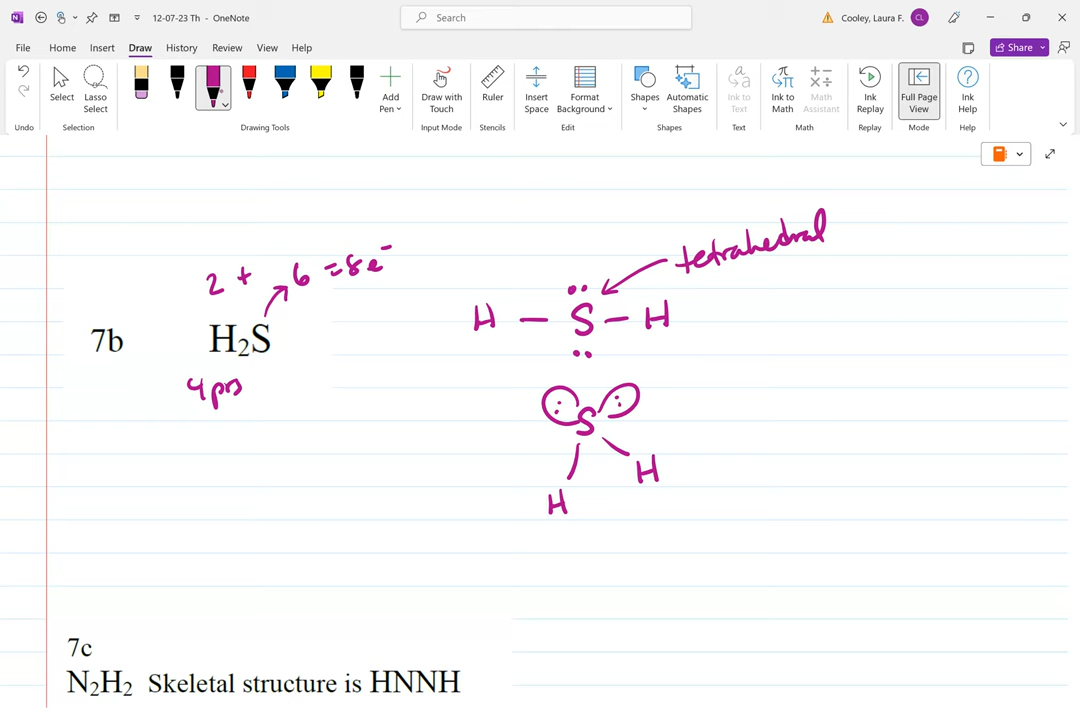 12-07-23 Th - OneNote
Search
Cooley, Laura F.
CL
File Home Insert Draw History Review View Help
Share
Select
Lasso Select
Add Pen
Draw with Touch
Ruler
Insert Space
Format Background
Shapes
Automatic Shapes
Ink to Text
Ink to Math
Math Assistant
Ink Replay
Full Page View
Ink Help
Undo Selection Drawing Tools Input Mode Stencils Edit Shapes Text Math Replay Mode Help
tetrahedral
2 + 6 = 8e⁻
H – S – H
7b H₂S
4 prs
S
H
H
7c
N₂H₂ Skeletal structure is HNNH